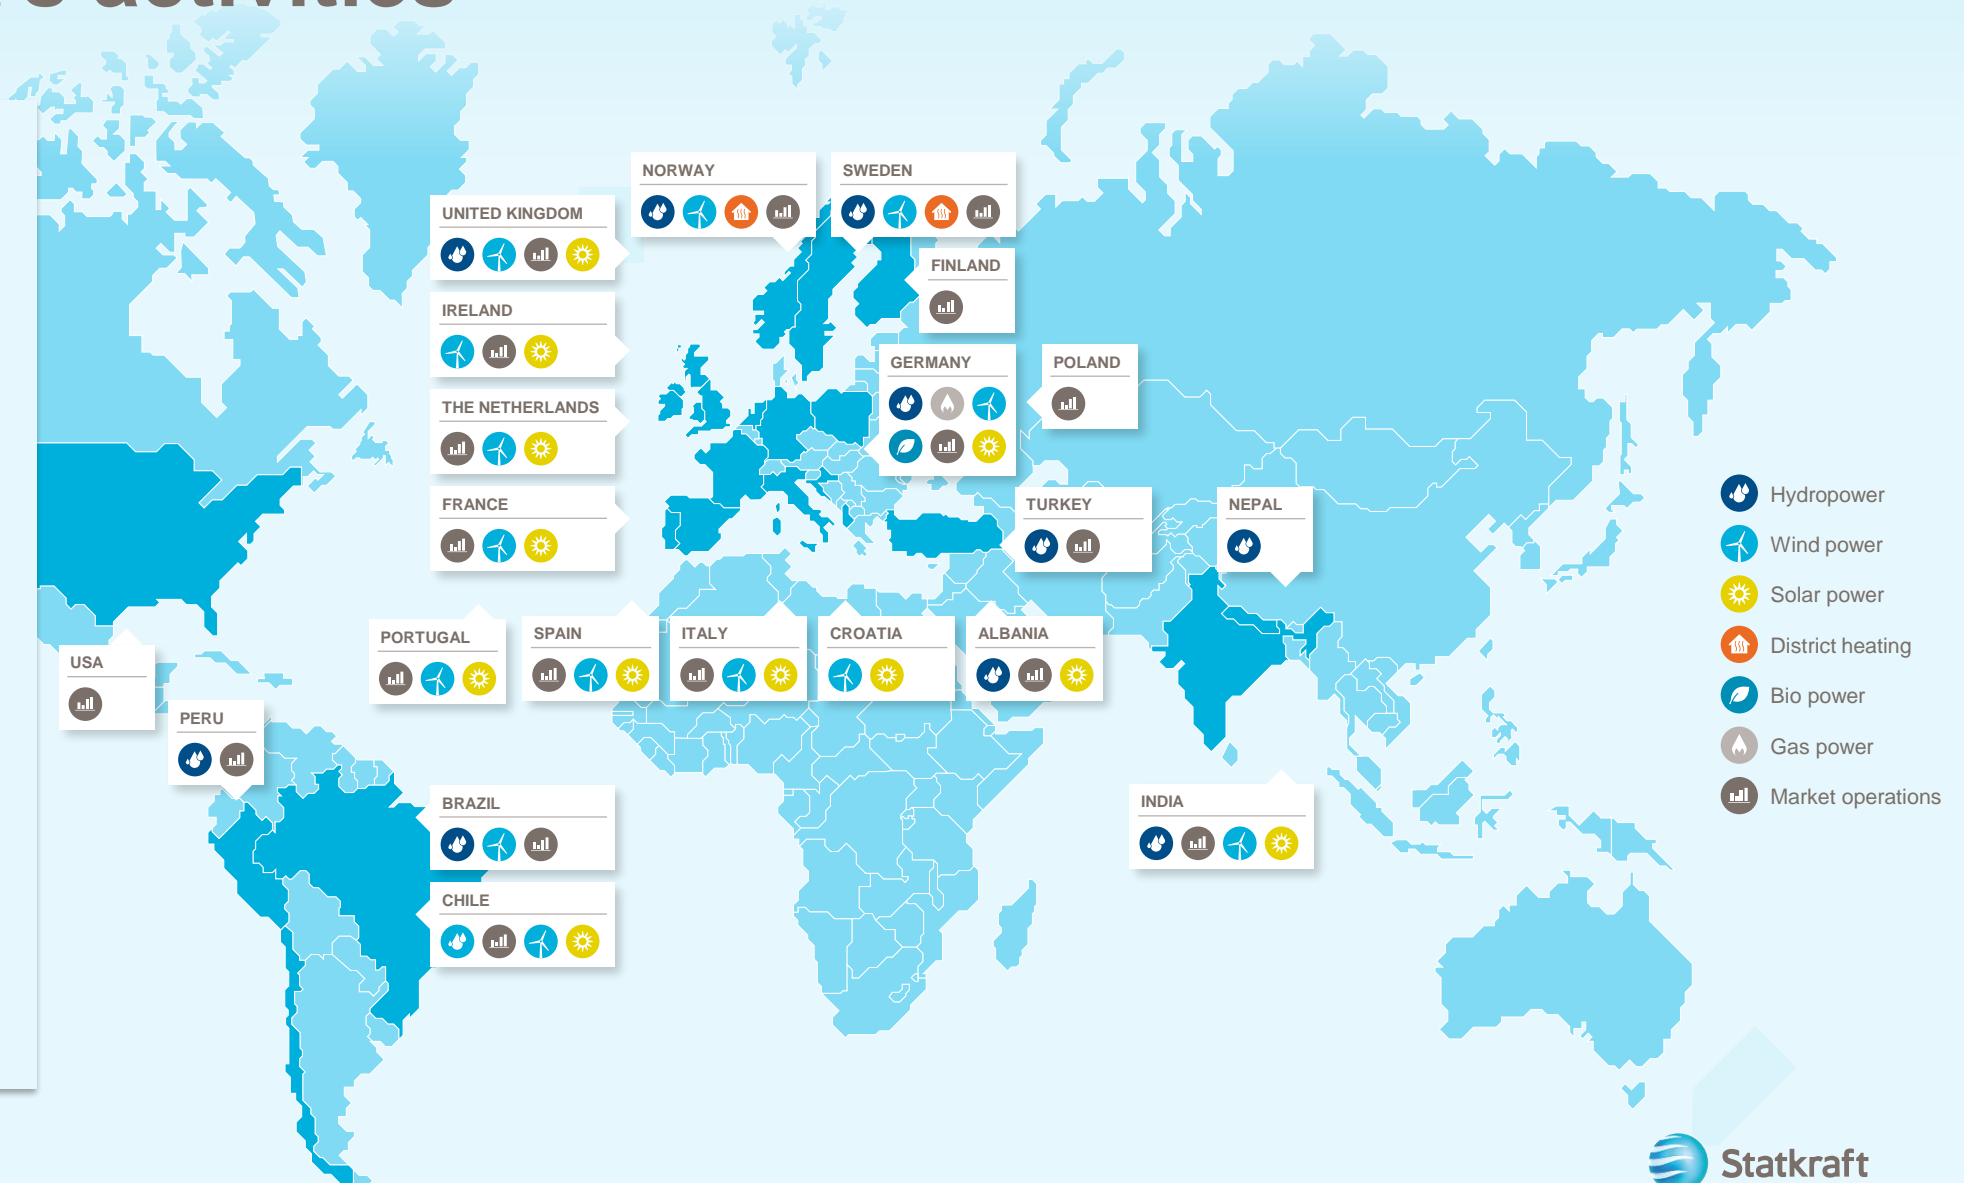 activities
NORWAY
SWEDEN
UNITED KINGDOM
FINLAND
IRELAND
GERMANY
POLAND
THE NETHERLANDS
FRANCE
TURKEY
NEPAL
PORTUGAL
SPAIN
ITALY
CROATIA
ALBANIA
USA
PERU
BRAZIL
INDIA
CHILE
Hydropower
Wind power
Solar power
District heating
Bio power
Gas power
Market operations
Statkraft